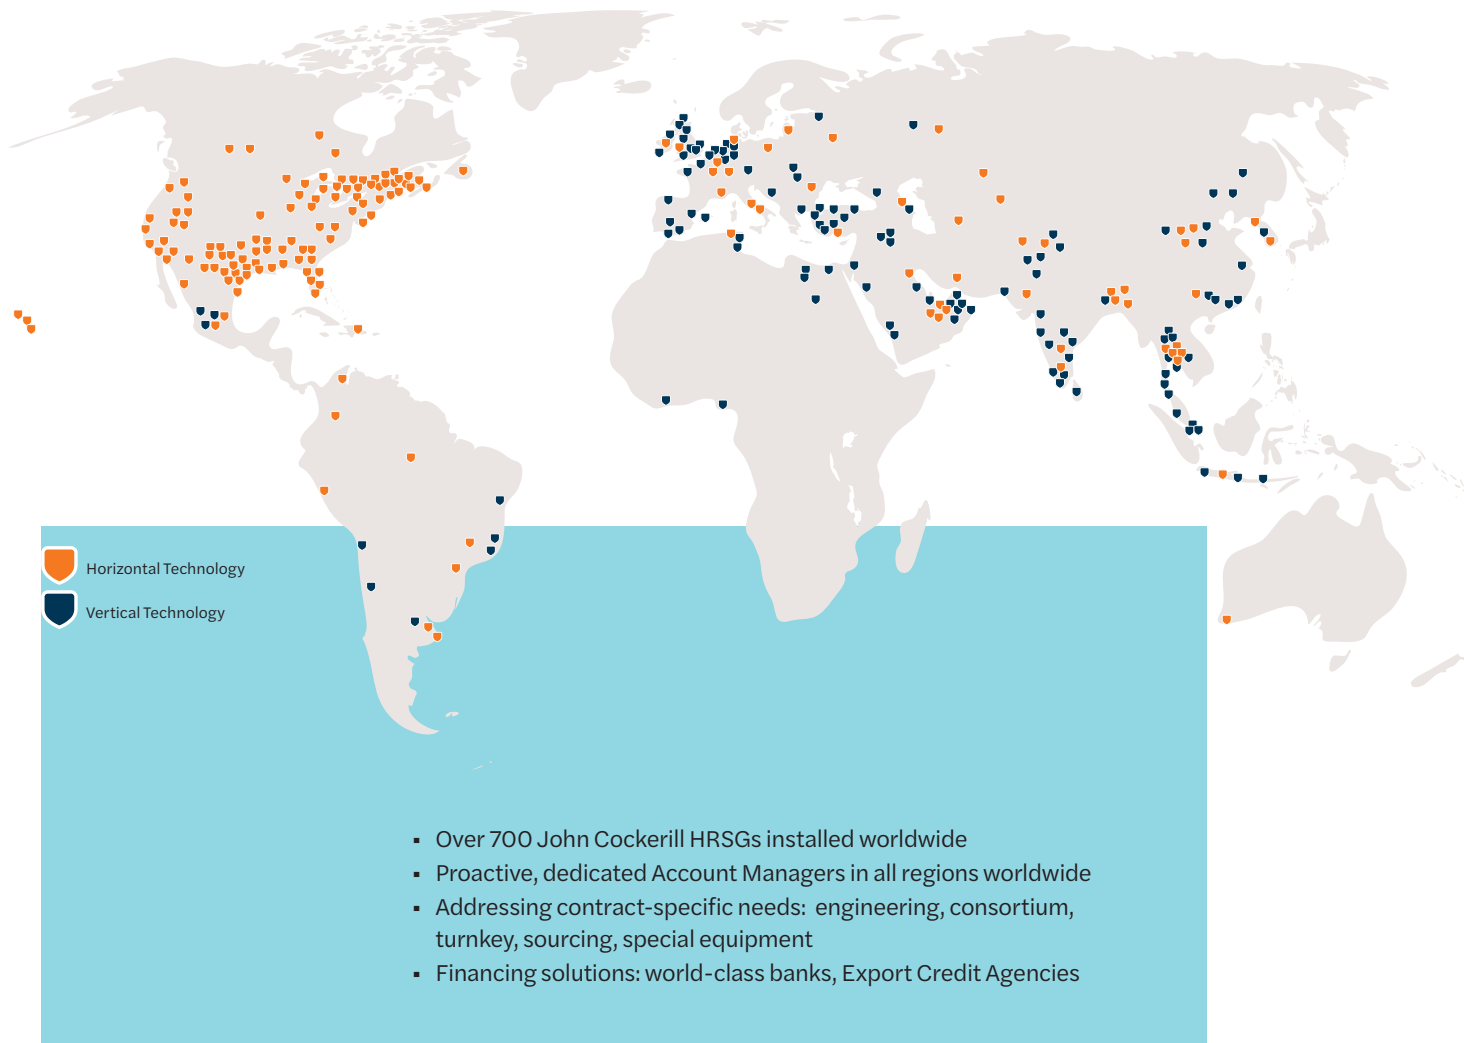 Horizontal Technology
Vertical Technology
▪ Over 700 John Cockerill HRSGs installed worldwide
▪ Proactive, dedicated Account Managers in all regions worldwide
▪ Addressing contract-specific needs: engineering, consortium,
turnkey, sourcing, special equipment
▪ Financing solutions: world-class banks, Export Credit Agencies